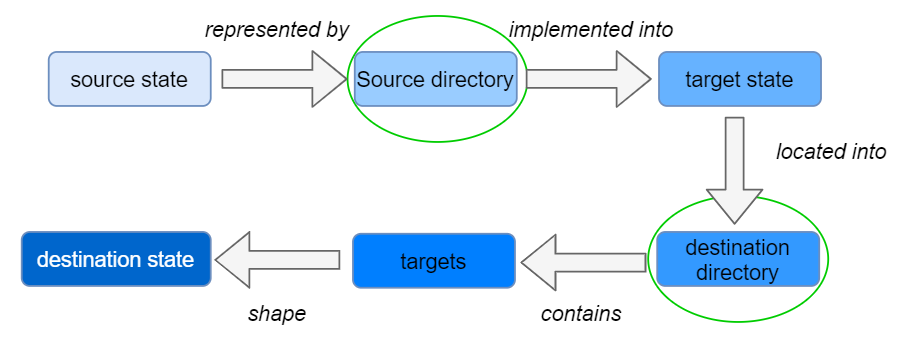 represented by
implemented into
source state
Source directory
target state
located into
destination state
targets
destination
directory
shape
contains